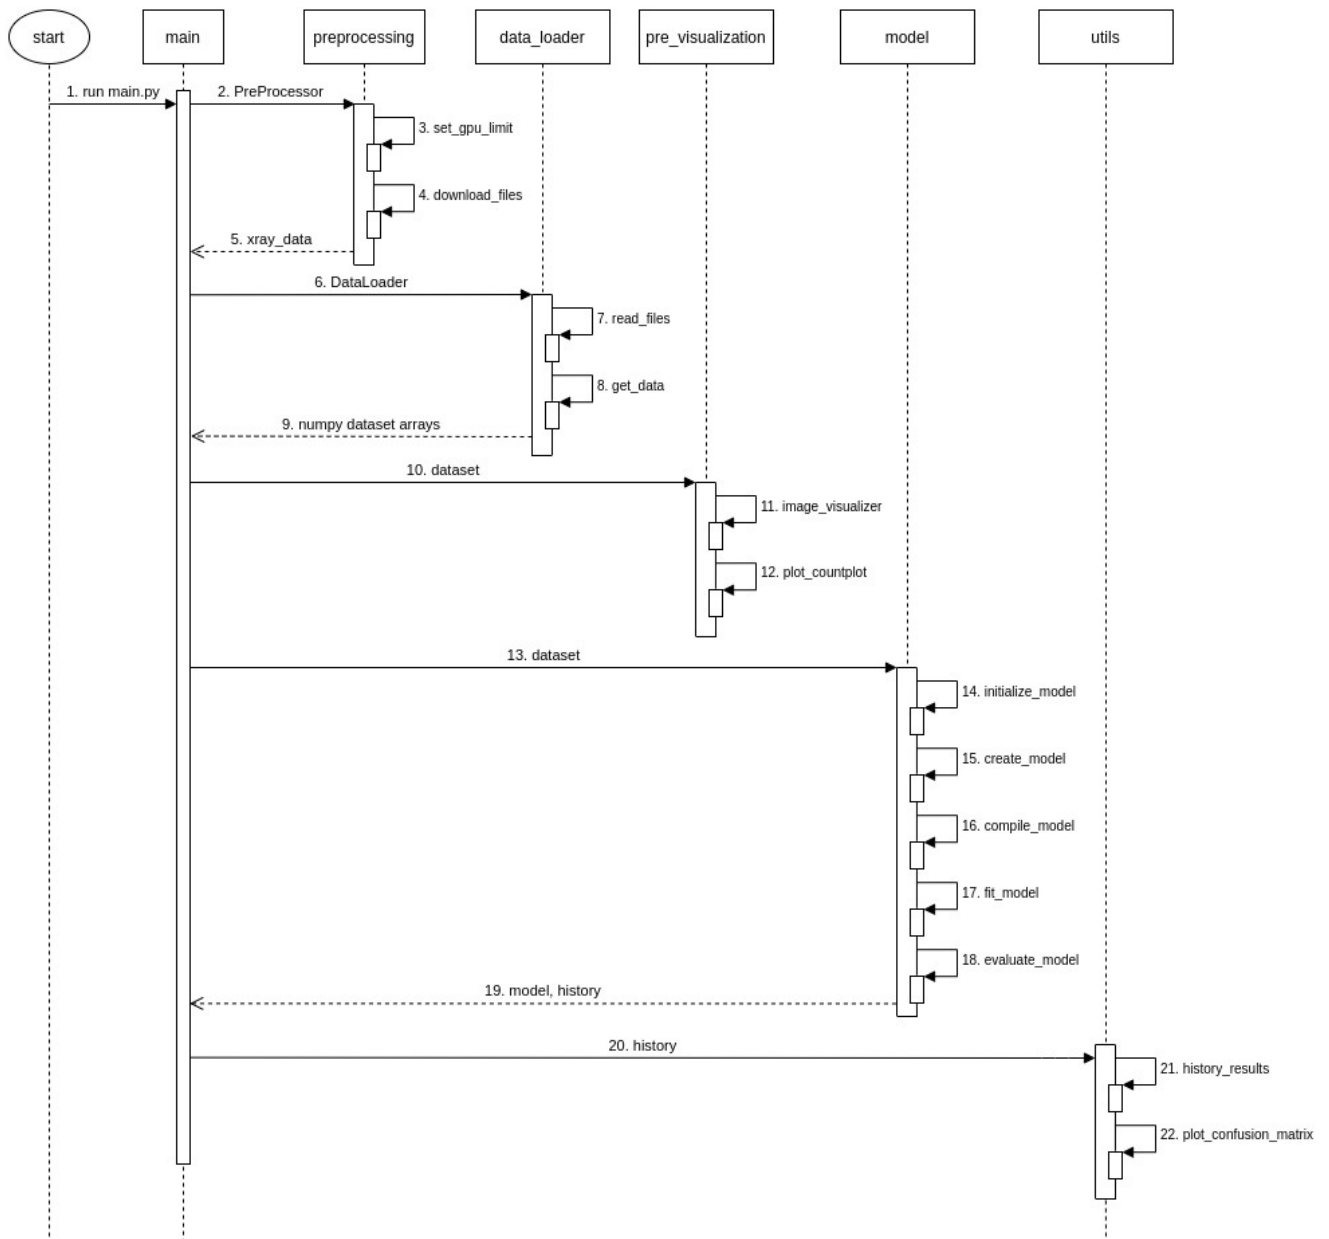 start
main
preprocessing
data_loader
pre_visualization
model
utils
1. run main.py
2. PreProcessor
3. set_gpu_limit
4. download_files
5. xray_data
6. DataLoader
7. read_files
8. get_data
9. numpy dataset arrays
10. dataset
11. image_visualizer
12. plot_countplot
13. dataset
14. initialize_model
15. create_model
16. compile_model
17. fit_model
18. evaluate_model
19. model, history
20. history
21. history_results
22. plot_confusion_matrix